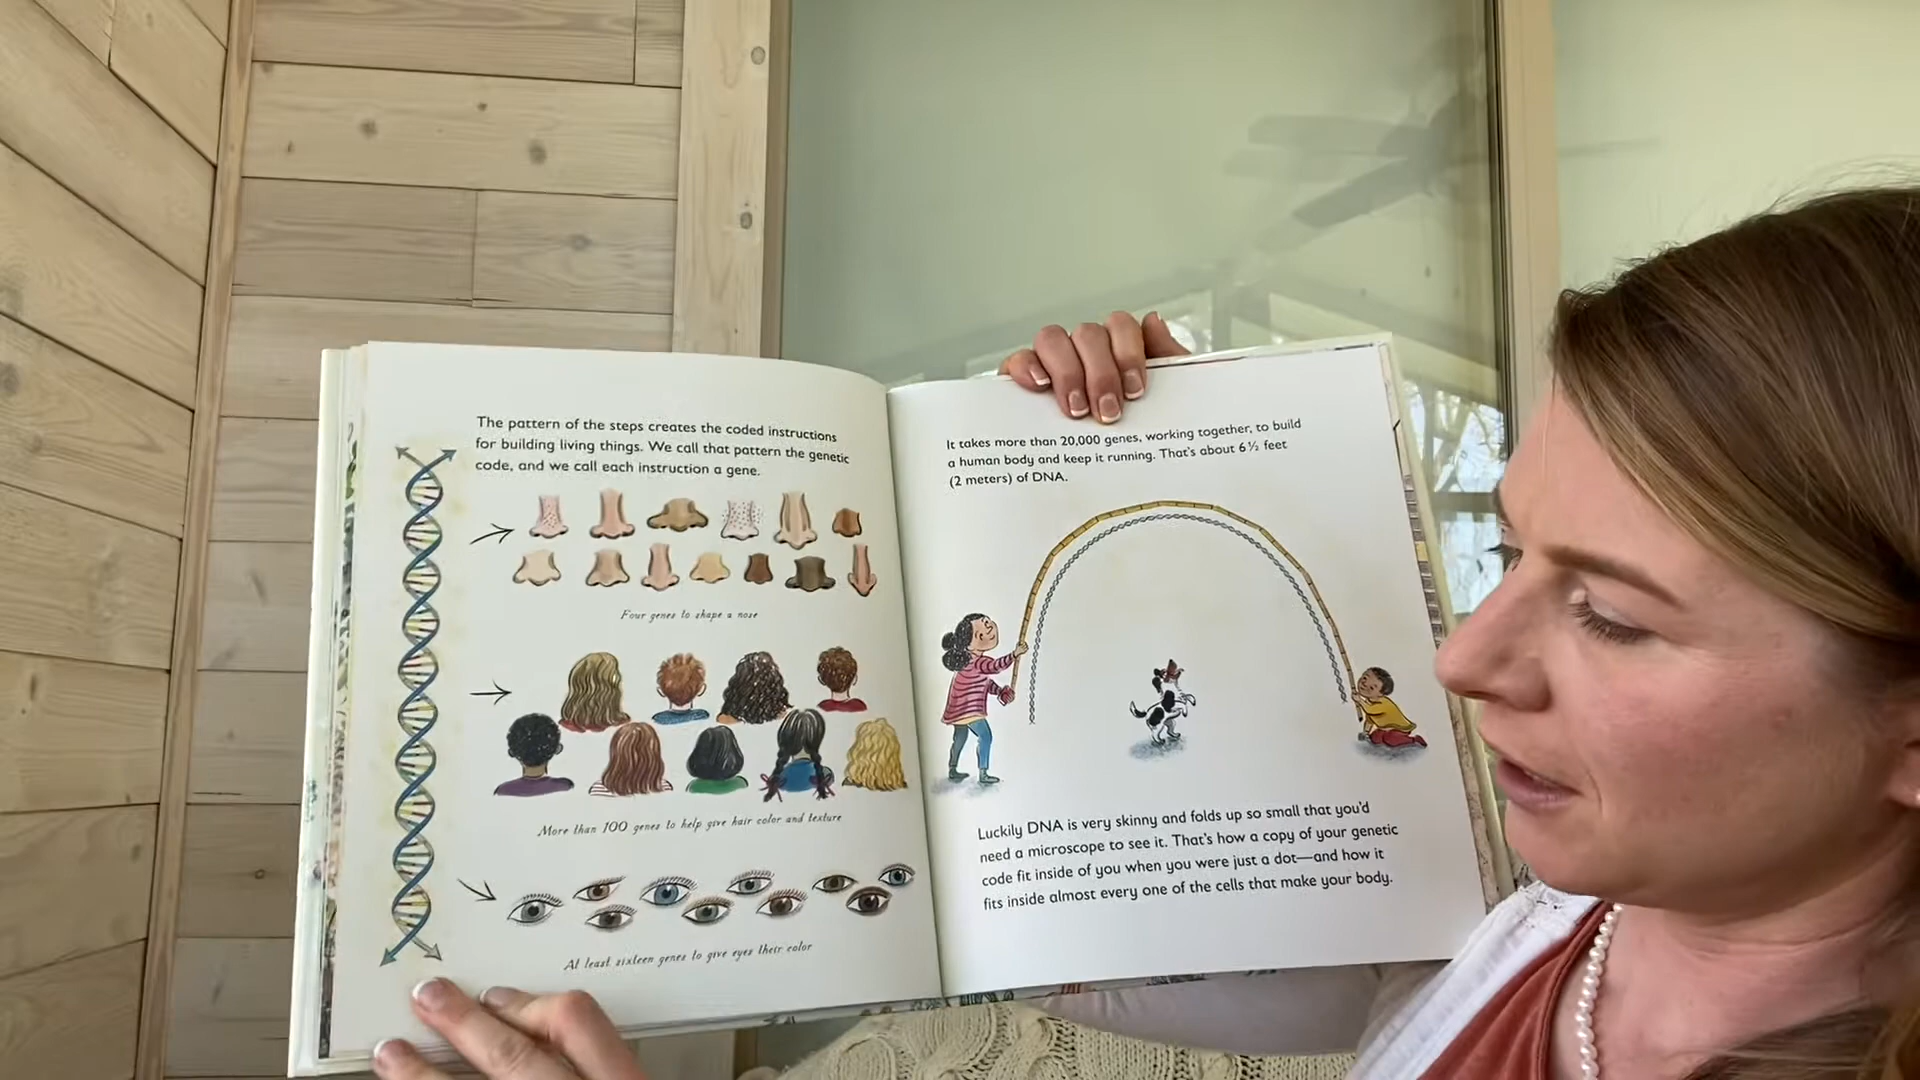 The pattern of the steps creates the coded instructions
for building living things. We call that pattern the genetic
code, and we call each instruction a gene.
Four genes to shape a nose
More than 100 genes to help give hair color and texture
At least sixteen genes to give eyes their color
It takes more than 20,000 genes, working together, to build
a human body and keep it running. That's about 6½ feet
(2 meters) of DNA.
Luckily DNA is very skinny and folds up so small that you'd
need a microscope to see it. That's how a copy of your genetic
code fit inside of you when you were just a dot—and how it
fits inside almost every one of the cells that make your body.